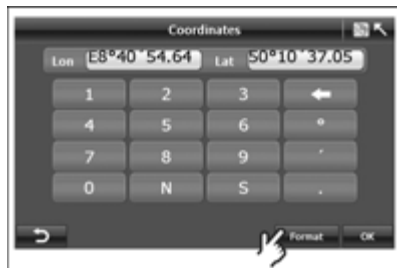 Coordinates
Lon E8°40"54.64 Lat 50°10"37.05
1 2 3
4 5 6 °
7 8 9 ′
0 N S .
Format OK